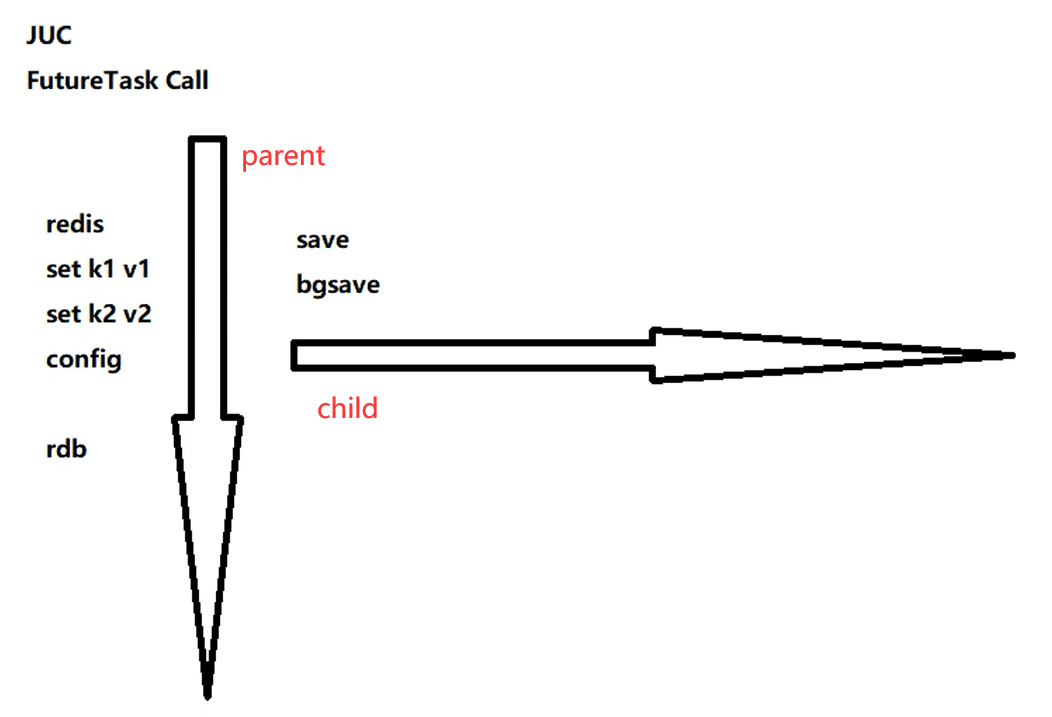 JUC
FutureTask Call
parent
redis
set k1 v1
set k2 v2
config
rdb
save
bgsave
child